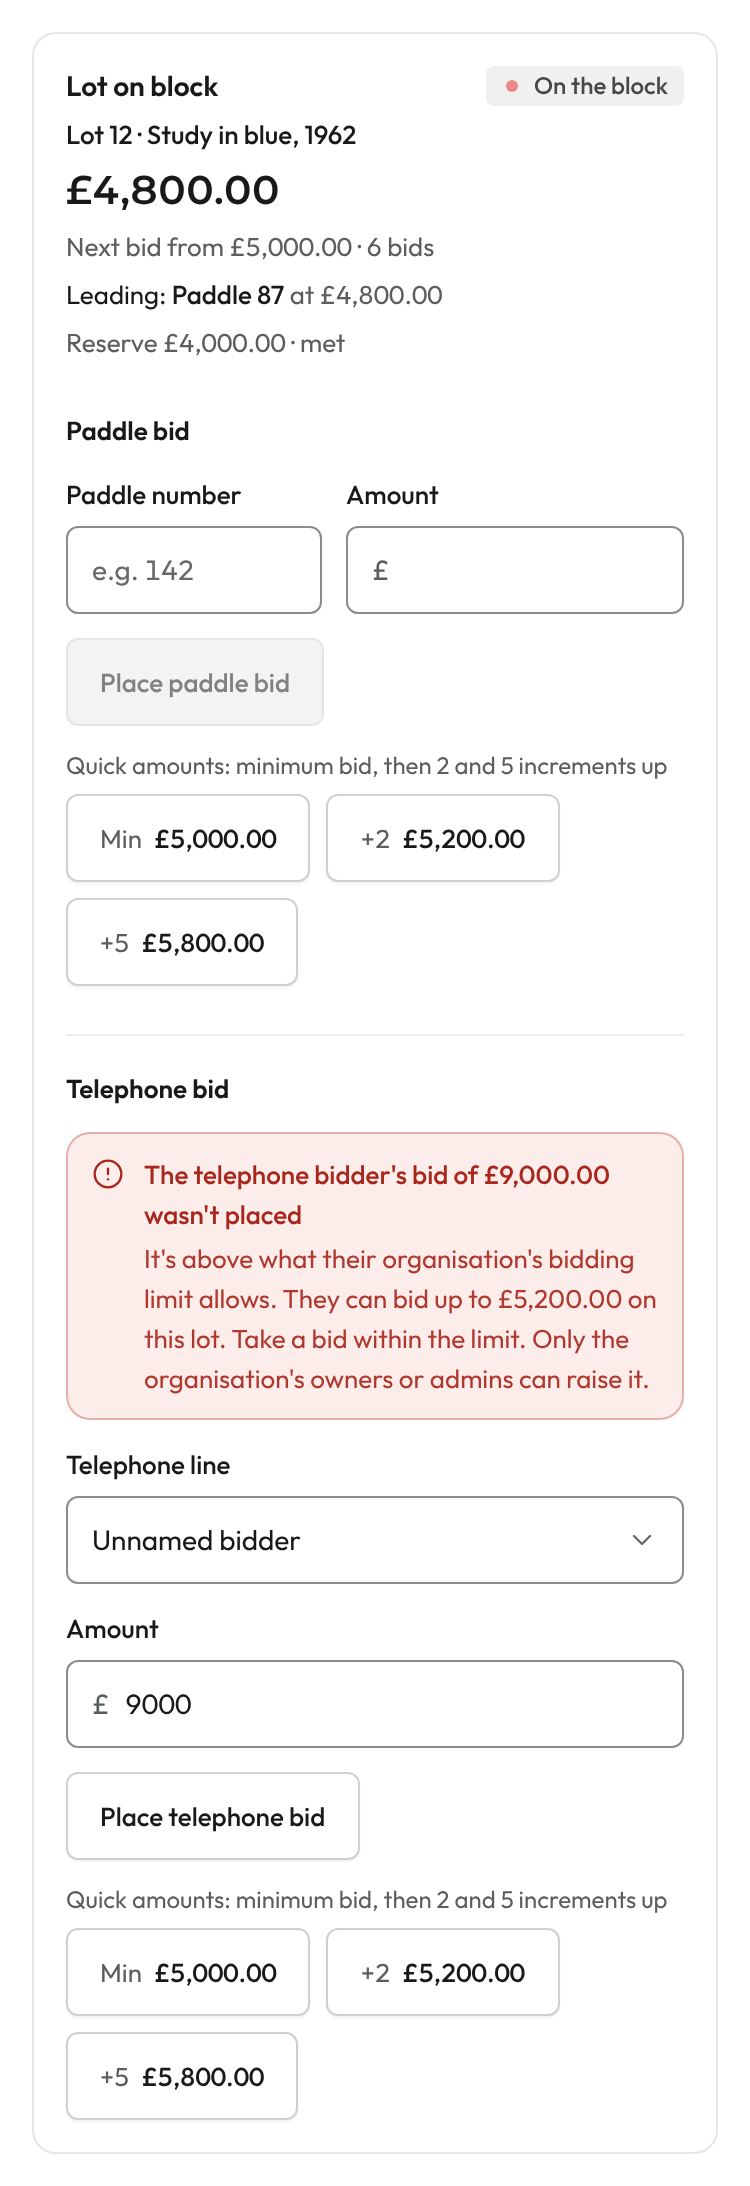 Lot on block
On the block
Lot 12 · Study in blue, 1962
£4,800.00
Next bid from £5,000.00 · 6 bids
Leading: Paddle 87 at £4,800.00
Reserve £4,000.00 · met
Paddle bid
Paddle number
Amount
e.g. 142
£
Place paddle bid
Quick amounts: minimum bid, then 2 and 5 increments up
Min £5,000.00
+2 £5,200.00
+5 £5,800.00
Telephone bid
The telephone bidder's bid of £9,000.00
wasn't placed
It's above what their organisation's bidding
limit allows. They can bid up to £5,200.00 on
this lot. Take a bid within the limit. Only the
organisation's owners or admins can raise it.
Telephone line
Unnamed bidder
Amount
£ 9000
Place telephone bid
Quick amounts: minimum bid, then 2 and 5 increments up
Min £5,000.00
+2 £5,200.00
+5 £5,800.00